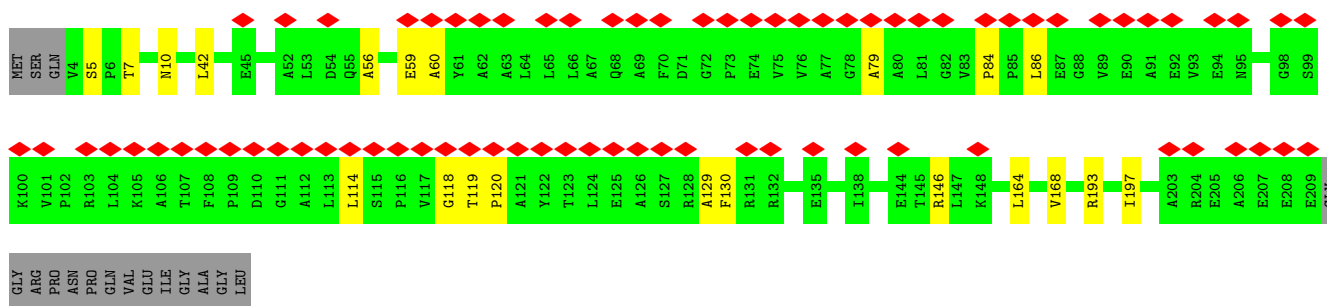 MET SER GLN V4 S5 P6 T7 N10 L42 E45 A52 L53 D54 Q55 A56 E59 A60 Y61 A62 A63 L64 L65 L66 A67 Q68 A69 F70 D71 G72 P73 E74 V75 V76 A77 G78 A79 A80 L81 G82 V83 P84 P85 L86 E87 G88 V89 E90 A91 E92 V93 E94 N95 G98 S99
K100 V101 P102 R103 L104 K105 A106 T107 F108 P109 D110 G111 A112 L113 L114 S115 P116 V117 G118 T119 P120 A121 Y122 T123 L124 E125 A126 S127 R128 A129 F130 R131 R132 E135 I138 E144 T145 R146 L147 K148 L164 V168 R193 I197 A203 R204 E205 A206 E207 E208 E209
GLY ARG PRO ASN PRO GLN VAL GLU ILE GLY ALA GLY LEU